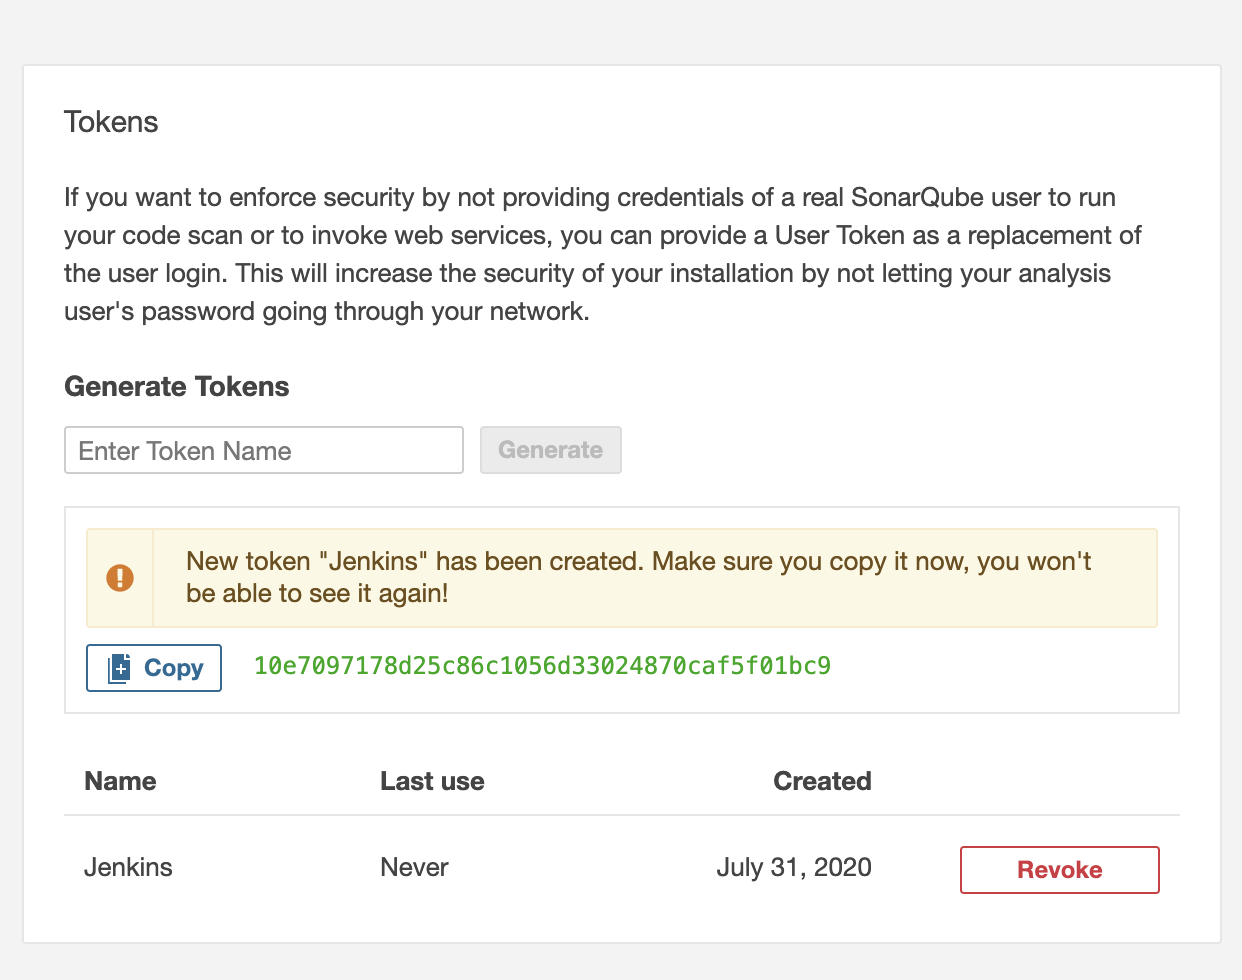 Tokens
If you want to enforce security by not providing credentials of a real SonarQube user to run
your code scan or to invoke web services, you can provide a User Token as a replacement of
the user login. This will increase the security of your installation by not letting your analysis
user's password going through your network.
Generate Tokens
Enter Token Name Generate
New token "Jenkins" has been created. Make sure you copy it now, you won't
be able to see it again!
Copy 10e7097178d25c86c1056d33024870caf5f01bc9
Name Last use Created
Jenkins Never July 31, 2020 Revoke